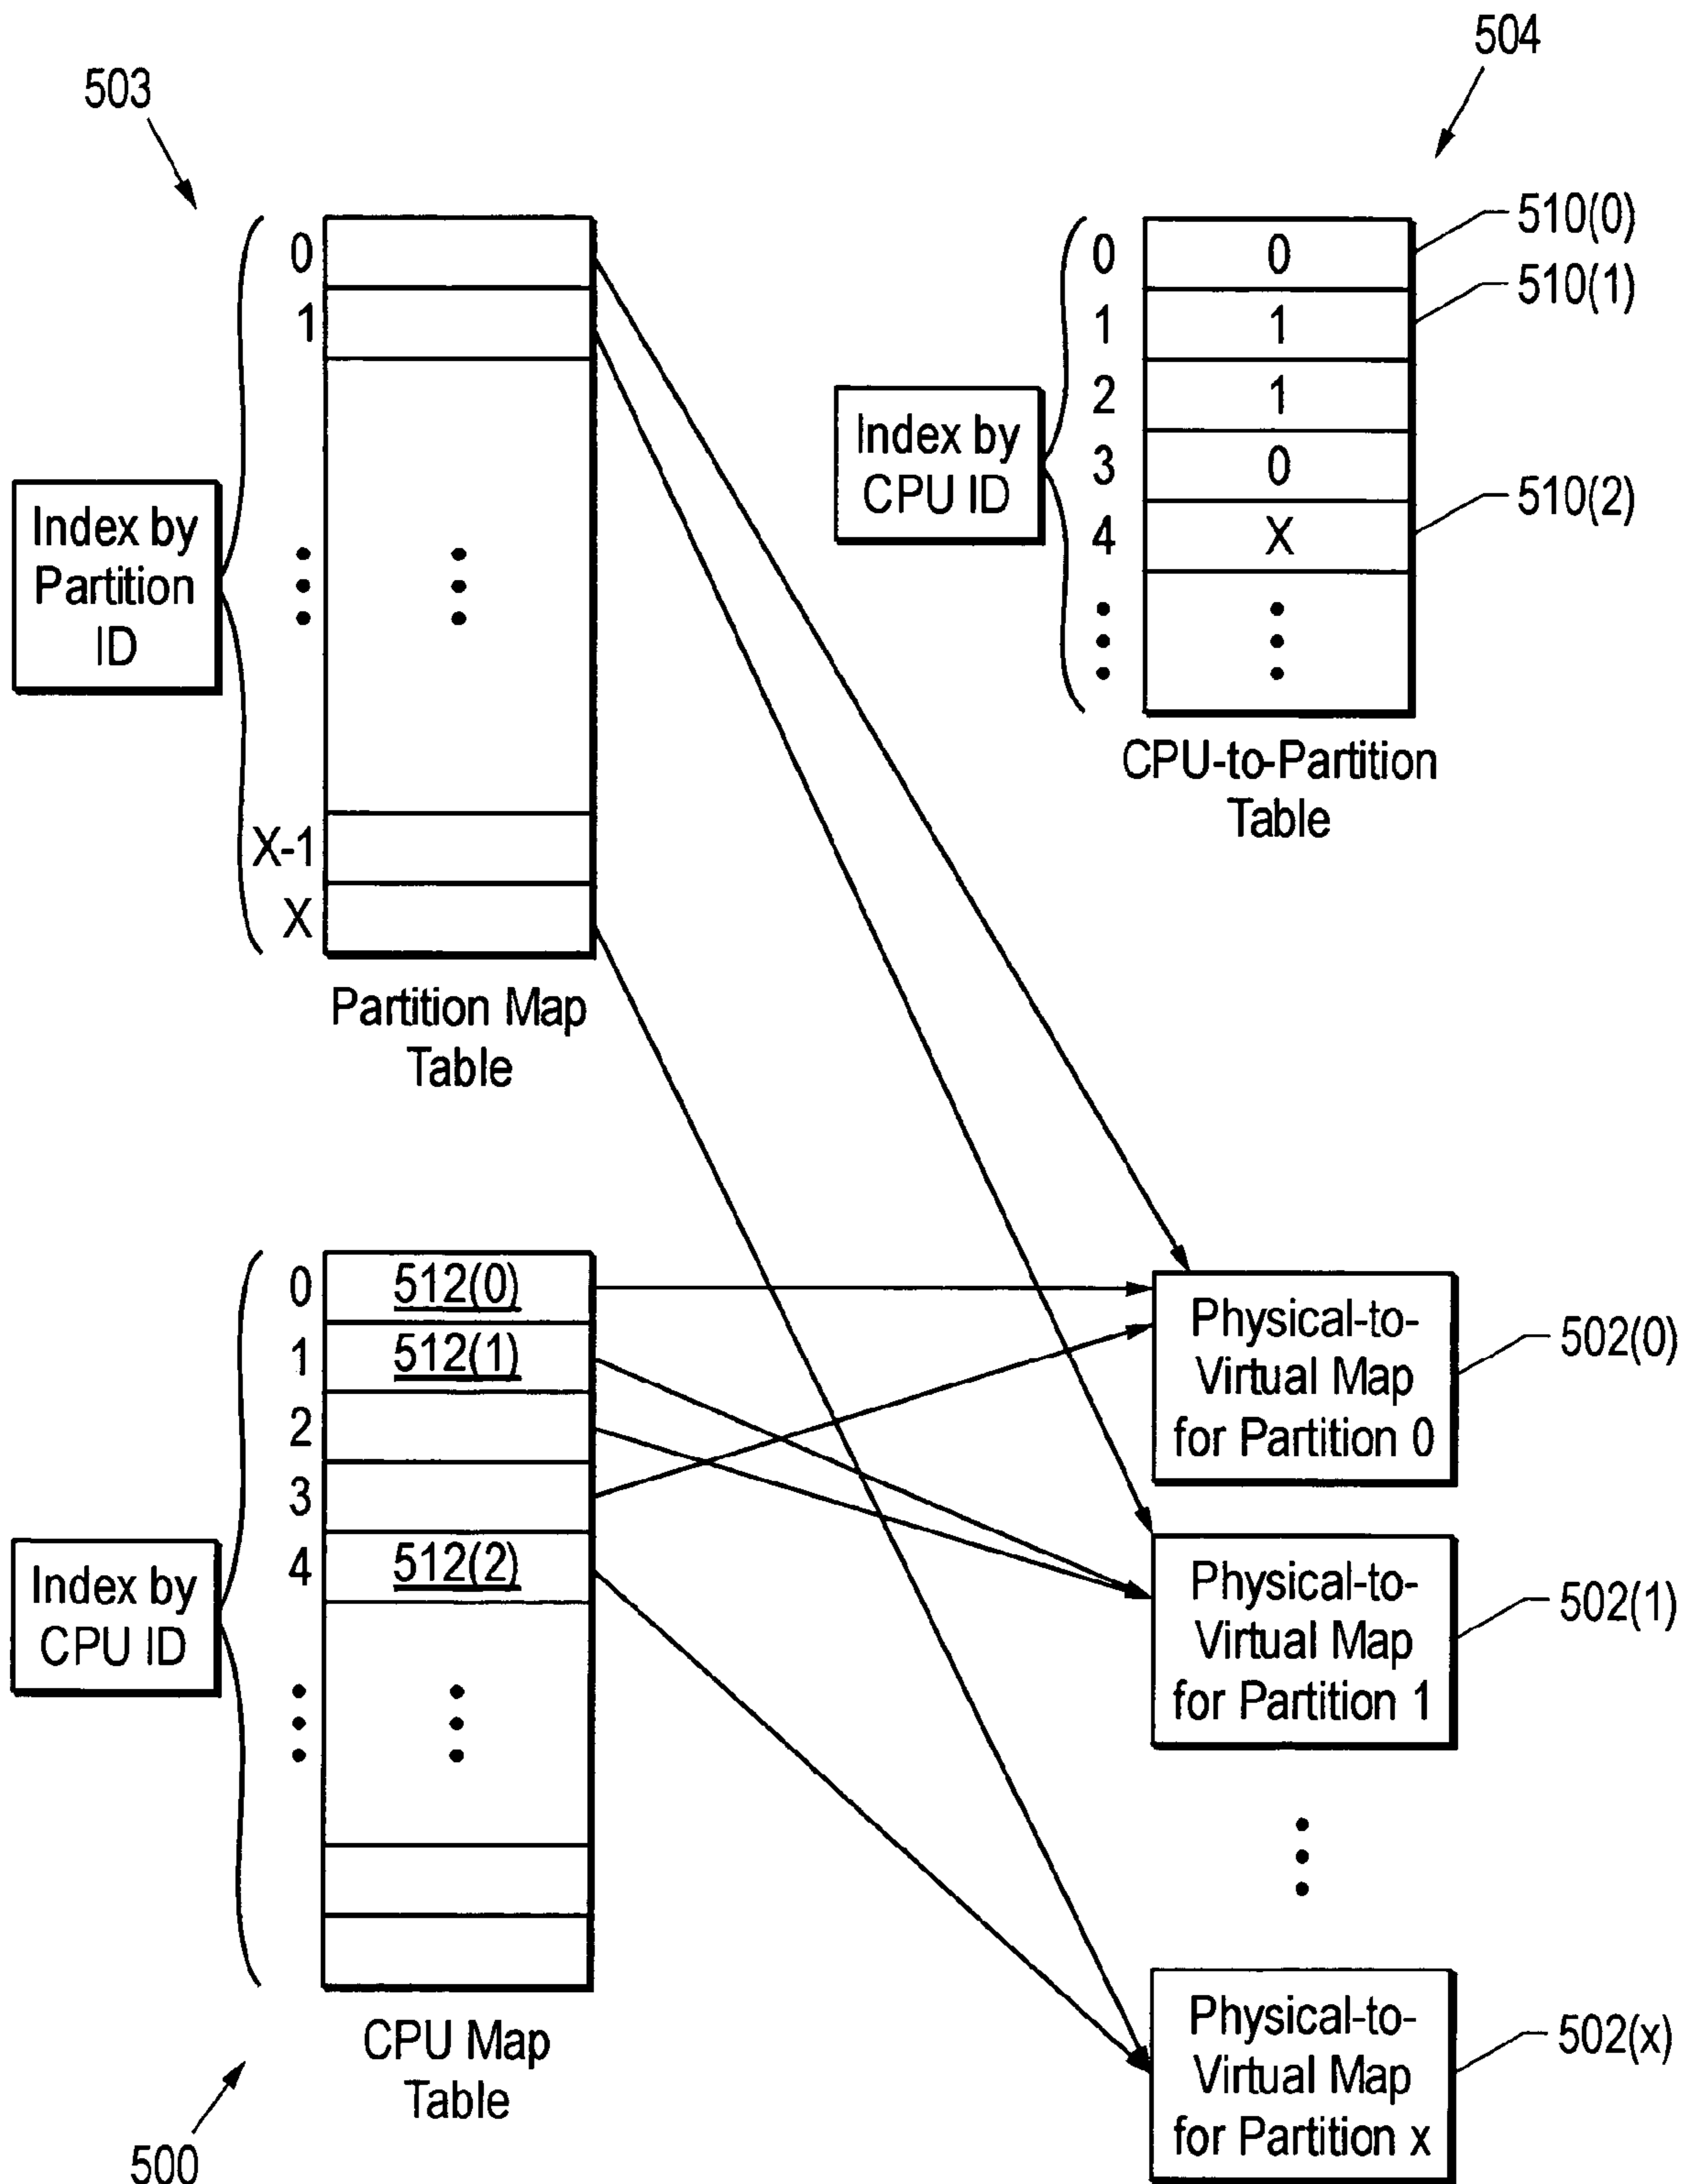 503
504
0
1
X-1
X
Index by
Partition
ID
Partition Map
Table
0 0
1 1
2 1
3 0
4 X
510(0)
510(1)
510(2)
Index by
CPU ID
CPU-to-Partition
Table
0 512(0)
1 512(1)
2
3
4 512(2)
Index by
CPU ID
CPU Map
Table
500
Physical-to-
Virtual Map
for Partition 0
502(0)
Physical-to-
Virtual Map
for Partition 1
502(1)
Physical-to-
Virtual Map
for Partition x
502(x)